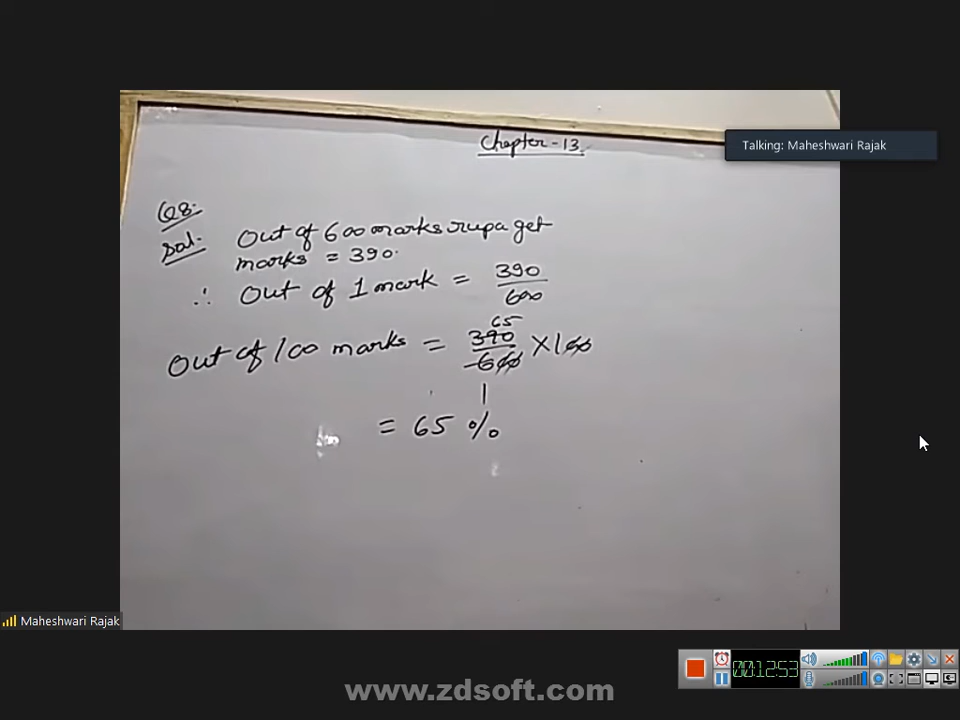 Chapter - 13
Talking: Maheshwari Rajak
Q8.
Sol. Out of 600 marks rupa get
marks = 390.
∴ Out of 1 mark = 390/600
65
Out of 100 marks = 390/600 × 100
1
= 65 %
Maheshwari Rajak
00:12:53
www.zdsoft.com